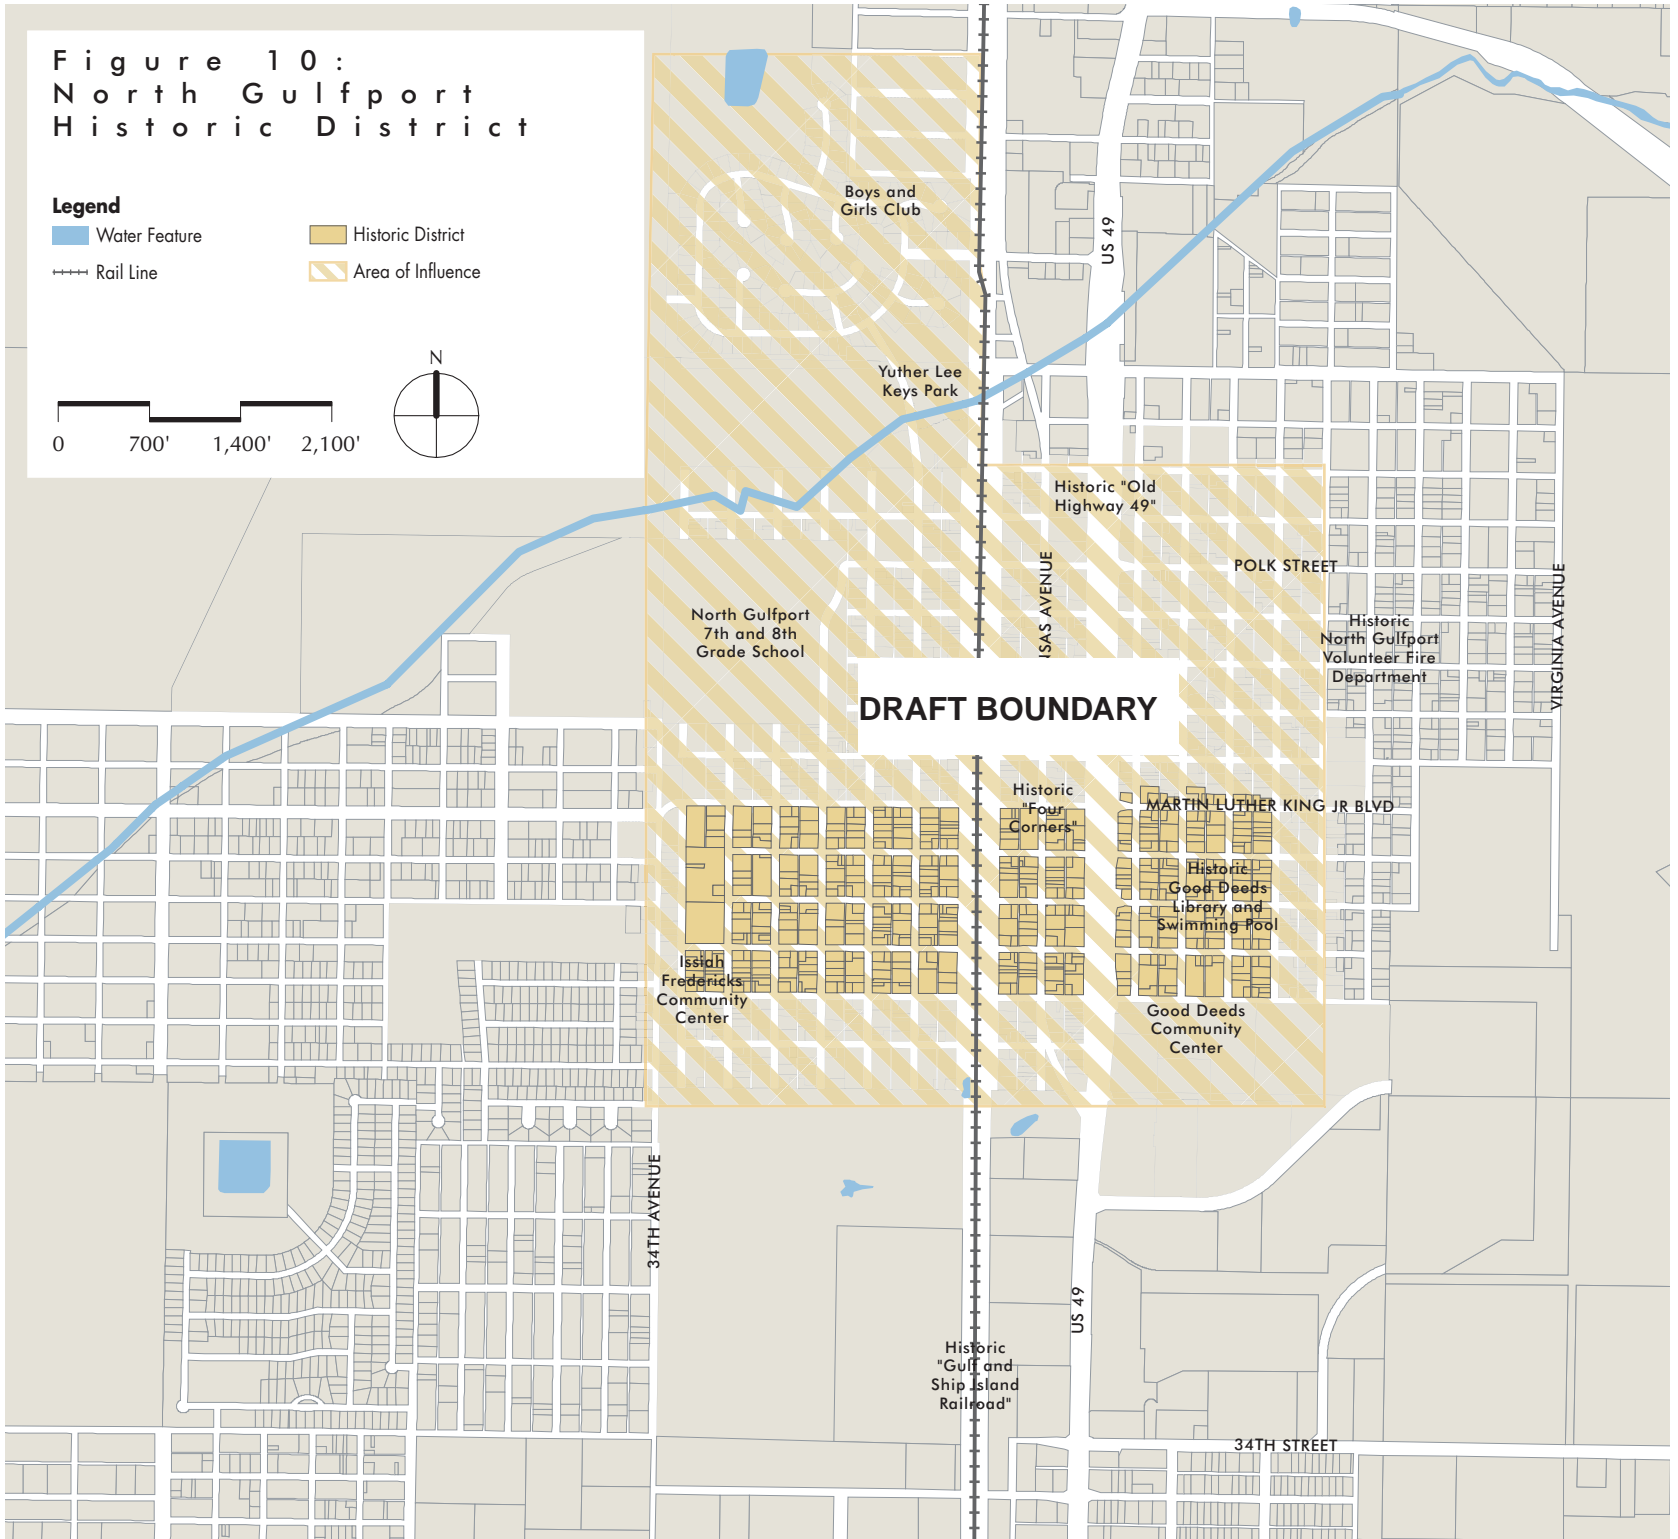 Figure 10:
North Gulfport
Historic District
Legend
Water Feature
Historic District
Rail Line
Area of Influence
N
0 700' 1,400' 2,100'
Boys and
Girls Club
US 49
Yuther Lee
Keys Park
Historic "Old
Highway 49"
NSAS AVENUE
POLK STREET
North Gulfport
7th and 8th
Grade School
Historic
North Gulfport
Volunteer Fire
Department
VIRGINIA AVENUE
DRAFT BOUNDARY
Historic
"Four
Corners"
MARTIN LUTHER KING JR BLVD
Historic
Good Deeds
Library and
Swimming Pool
Issiah
Fredericks
Community
Center
Good Deeds
Community
Center
34TH AVENUE
US 49
Historic
"Gulf and
Ship Island
Railroad"
34TH STREET